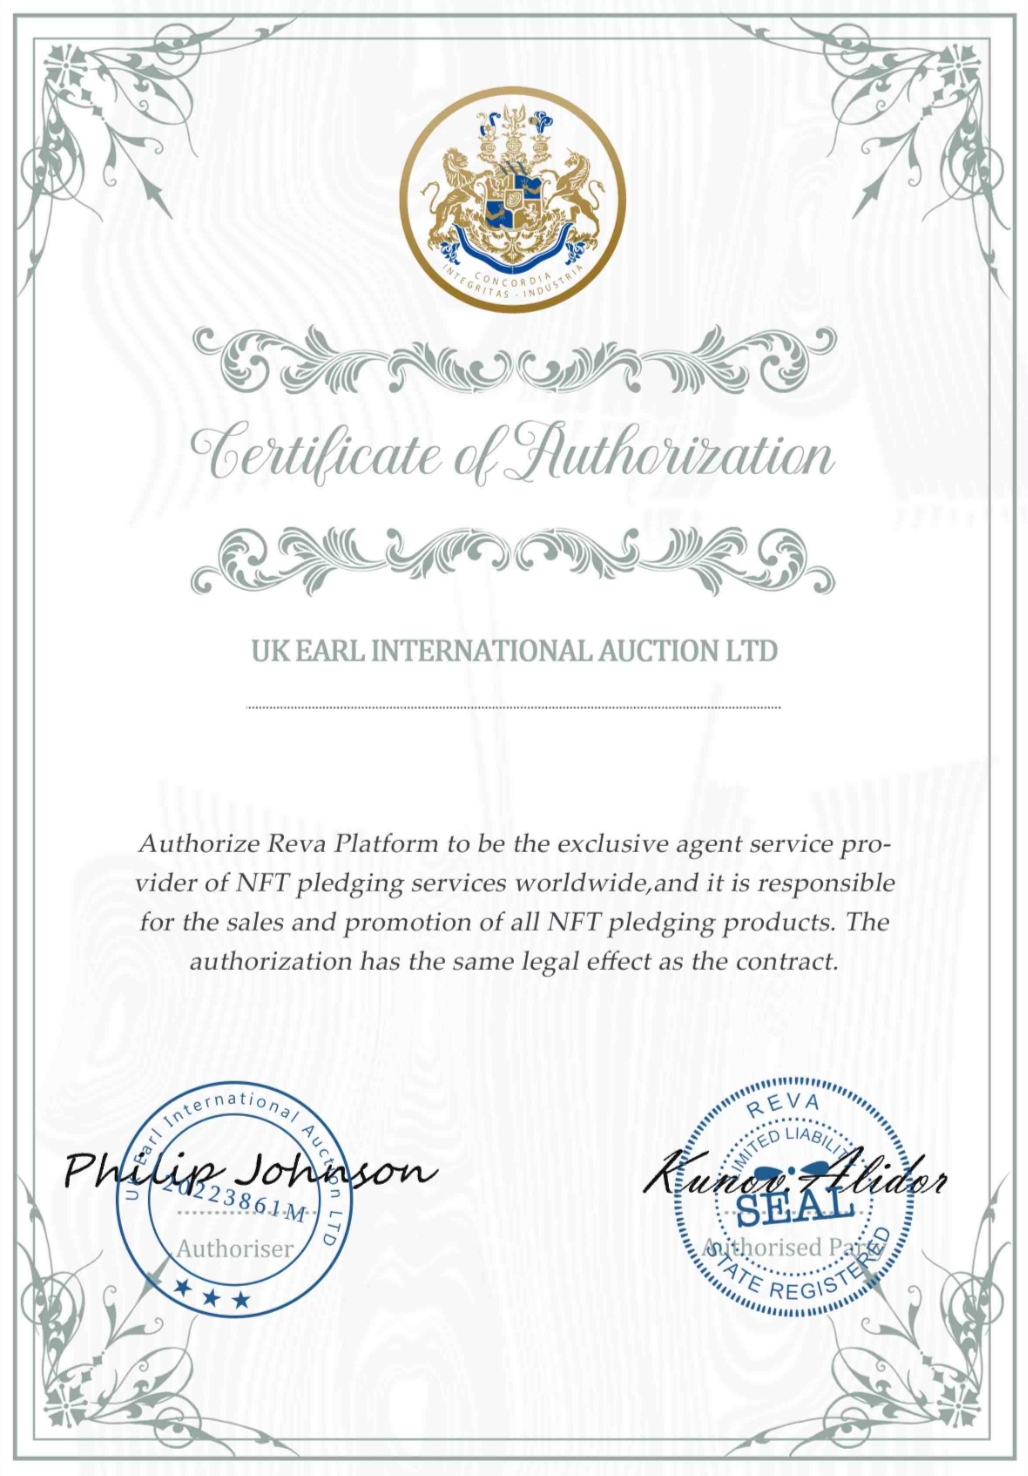 CONCORDIA
INTEGRITAS - INDUSTRIA
Certificate of Authorization
UK EARL INTERNATIONAL AUCTION LTD
Authorize Reva Platform to be the exclusive agent service pro-
vider of NFT pledging services worldwide,and it is responsible
for the sales and promotion of all NFT pledging products. The
authorization has the same legal effect as the contract.
UK Earl International Auction LTD
Philip Johnson
20223861M
Authoriser
REVA
LIMITED LIABILITY
Kunov. Alidor
SEAL
Authorised Party
STATE REGISTERED